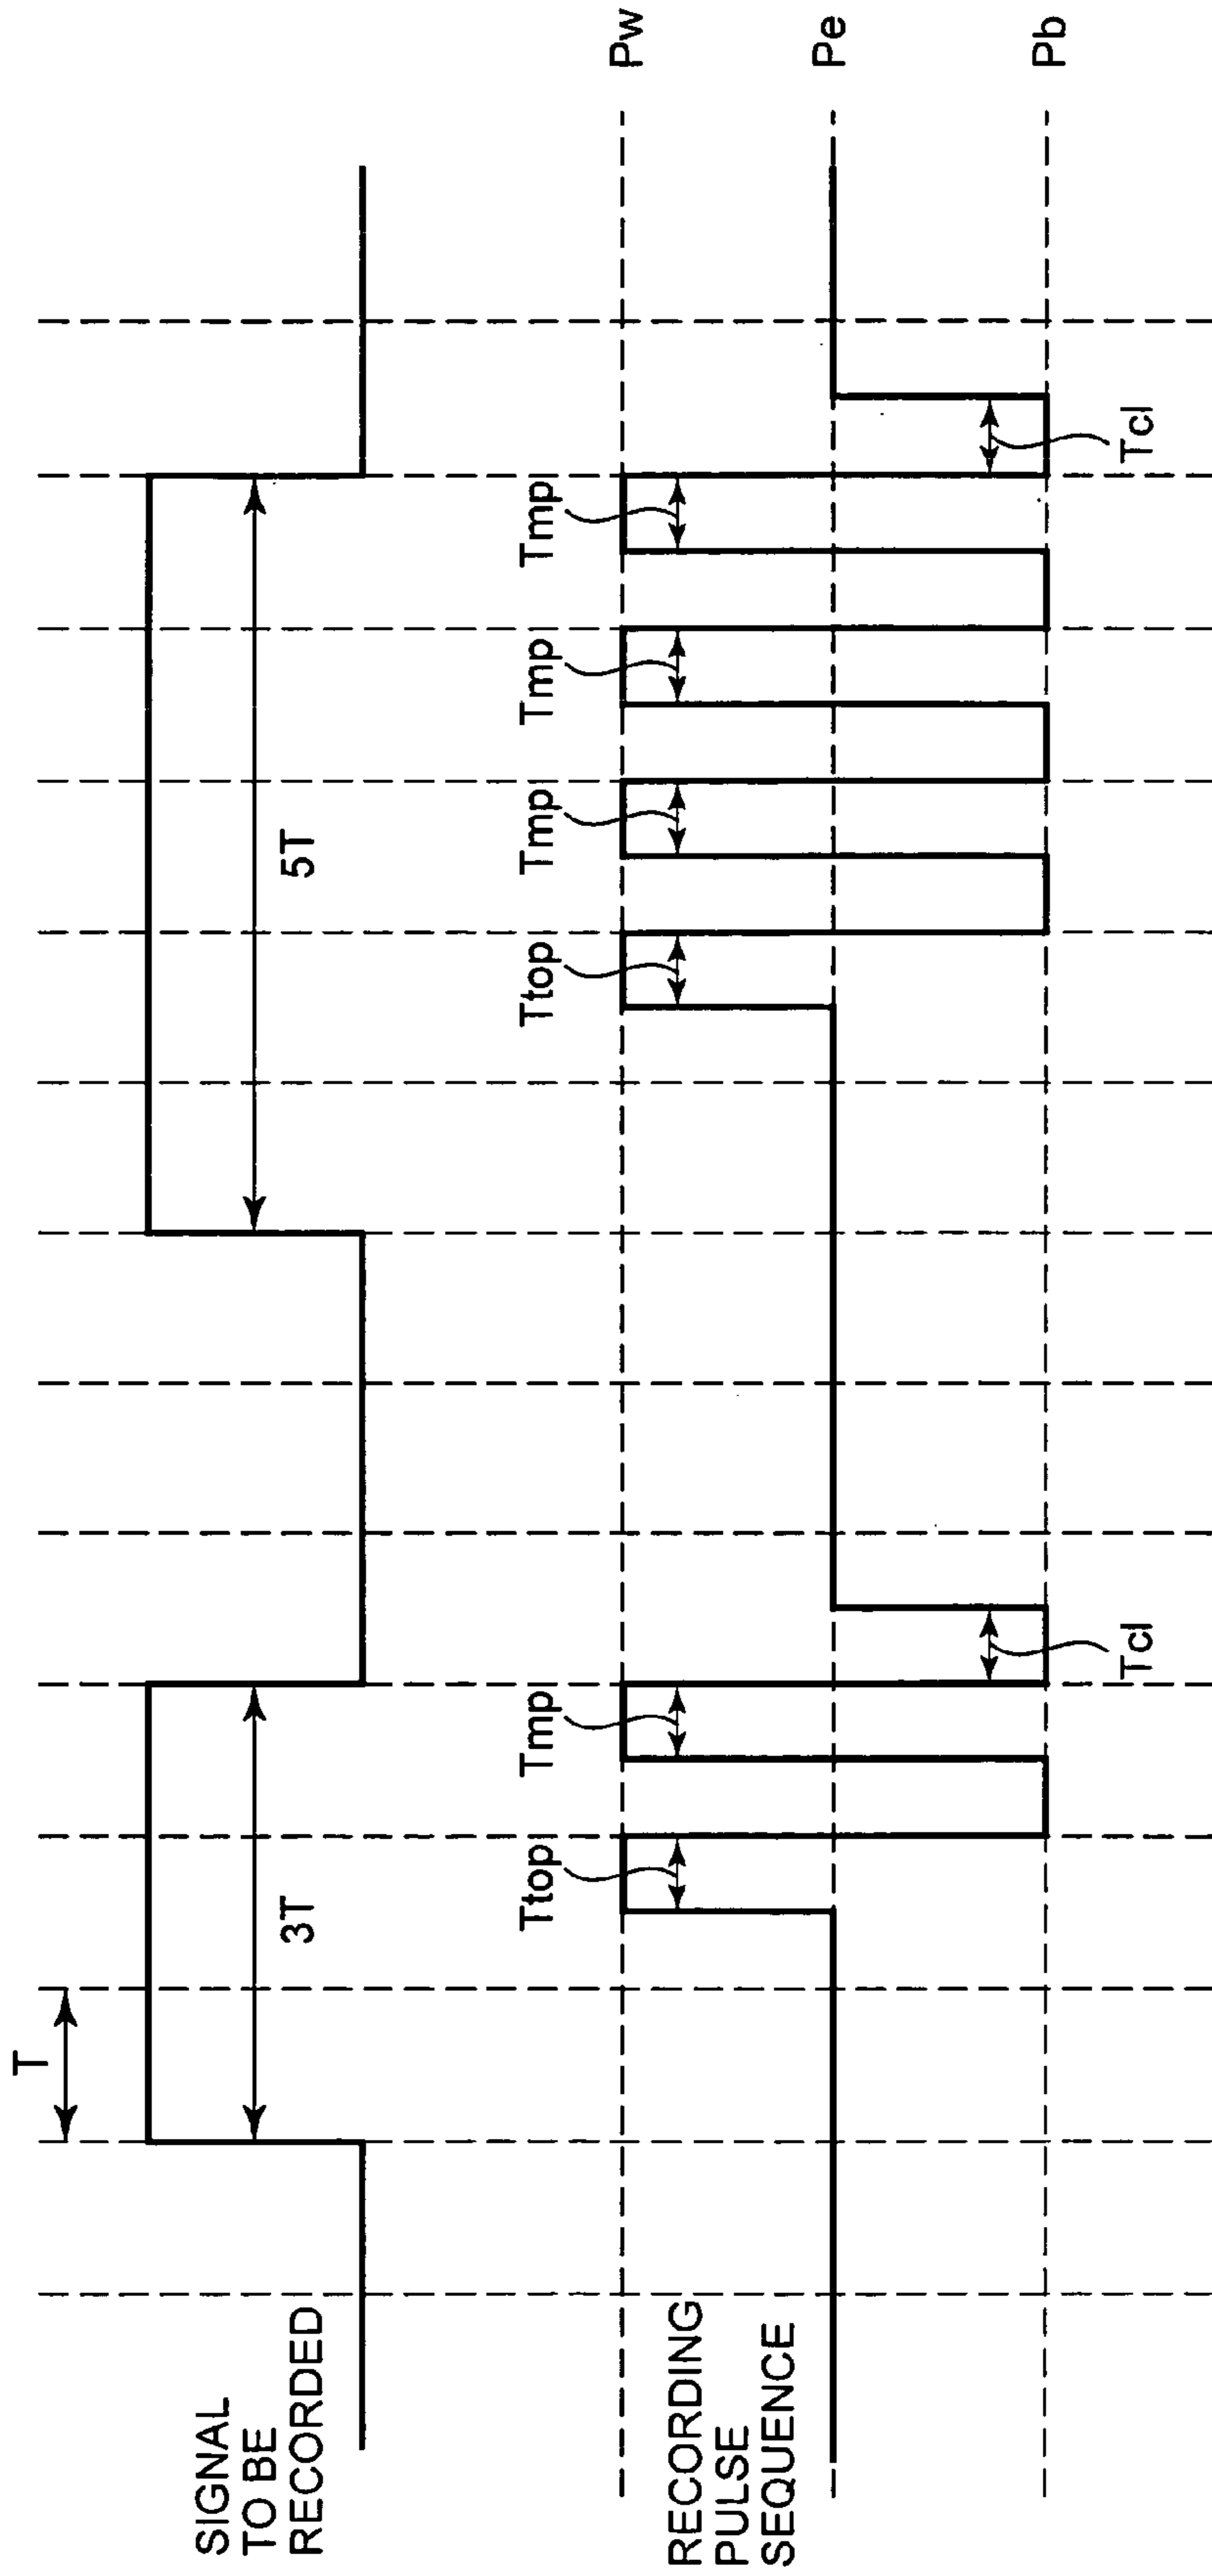 T
SIGNAL
TO BE
RECORDED
3T
5T
RECORDING
PULSE
SEQUENCE
Ttop
Tmp
Ttop
Tmp
Tmp
Tmp
Pw
Pe
Pb
Tcl
Tcl